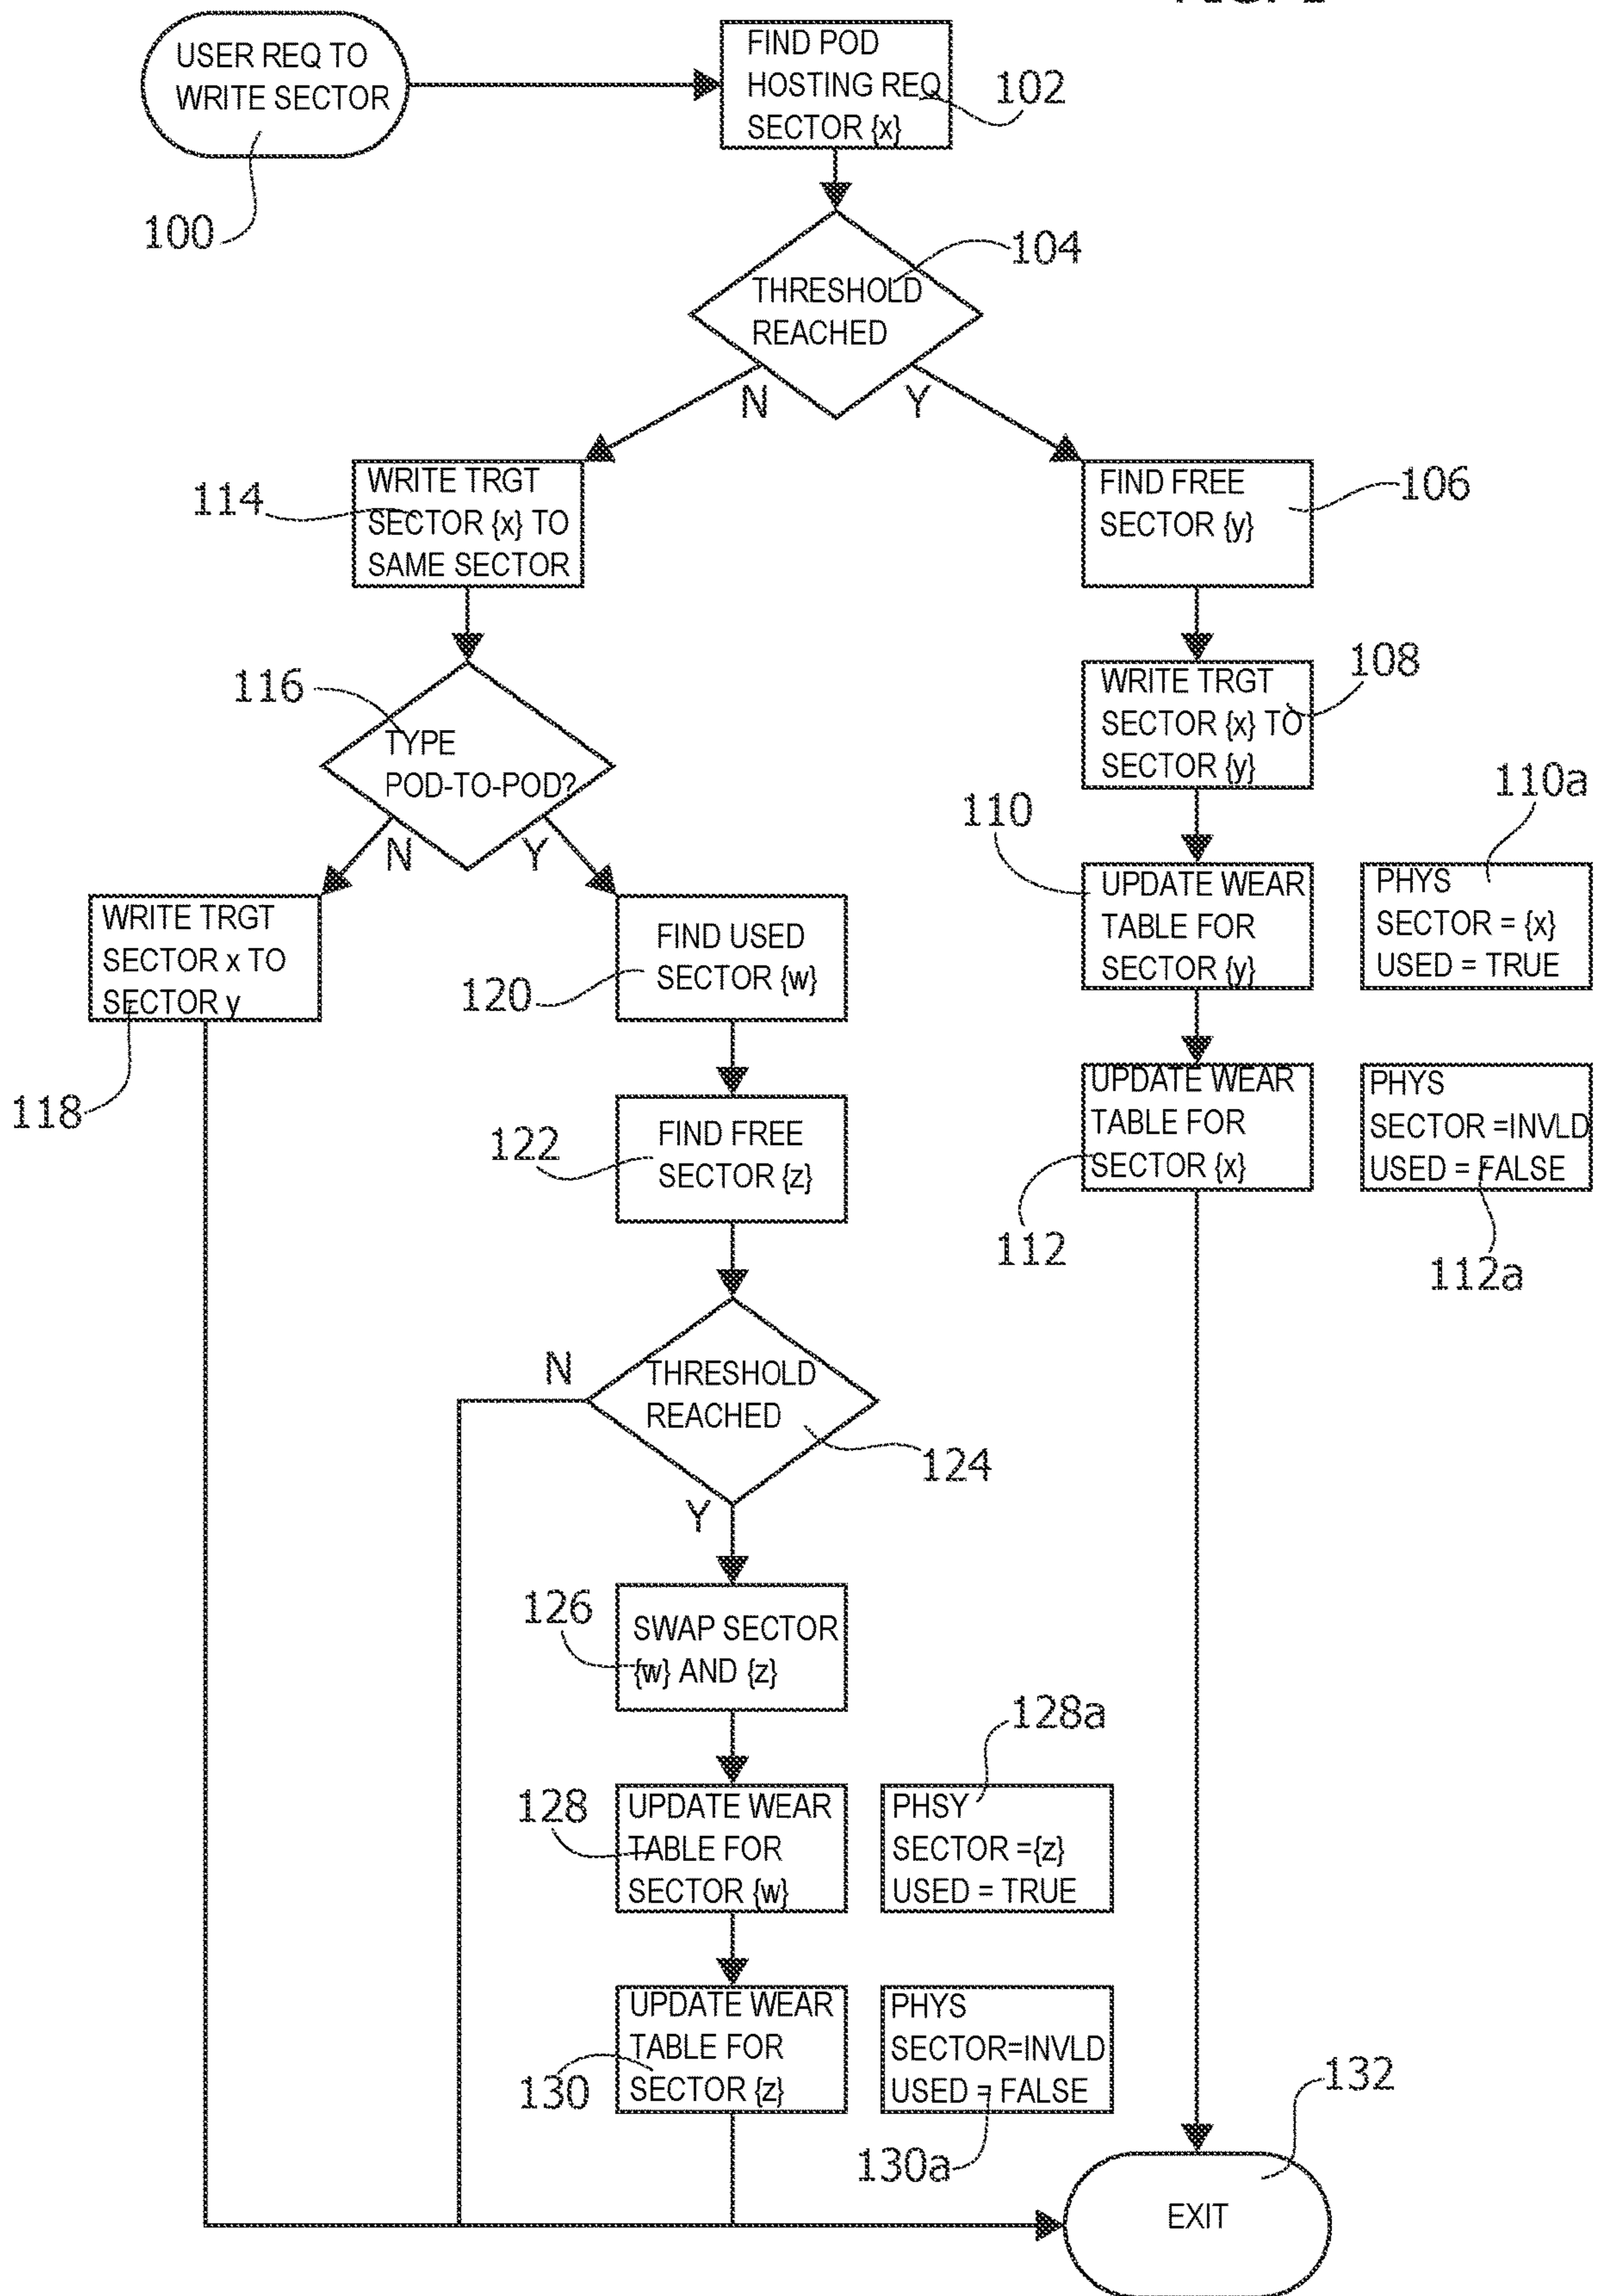 USER REQ TO
WRITE SECTOR
100
FIND POD
HOSTING REQ
SECTOR {x}
102
THRESHOLD
REACHED
104
N
Y
WRITE TRGT
SECTOR {x} TO
SAME SECTOR
114
FIND FREE
SECTOR {y}
106
TYPE
POD-TO-POD?
116
N
Y
WRITE TRGT
SECTOR {x} TO
SECTOR {y}
108
WRITE TRGT
SECTOR x TO
SECTOR y
118
FIND USED
SECTOR {w}
120
UPDATE WEAR
TABLE FOR
SECTOR {y}
110
PHYS
SECTOR = {x}
USED = TRUE
110a
FIND FREE
SECTOR {z}
122
UPDATE WEAR
TABLE FOR
SECTOR {x}
112
PHYS
SECTOR =INVLD
USED = FALSE
112a
THRESHOLD
REACHED
124
N
Y
SWAP SECTOR
{w} AND {z}
126
UPDATE WEAR
TABLE FOR
SECTOR {w}
128
PHSY
SECTOR ={z}
USED = TRUE
128a
UPDATE WEAR
TABLE FOR
SECTOR {z}
130
PHYS
SECTOR=INVLD
USED = FALSE
130a
EXIT
132